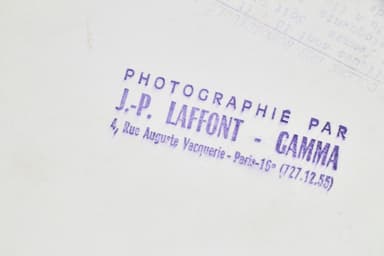 PHOTOGRAPHIE PAR
J.-P. LAFFONT - GAMMA
4, Rue Auguste Vacquerie - Paris-16e (727.12.55)